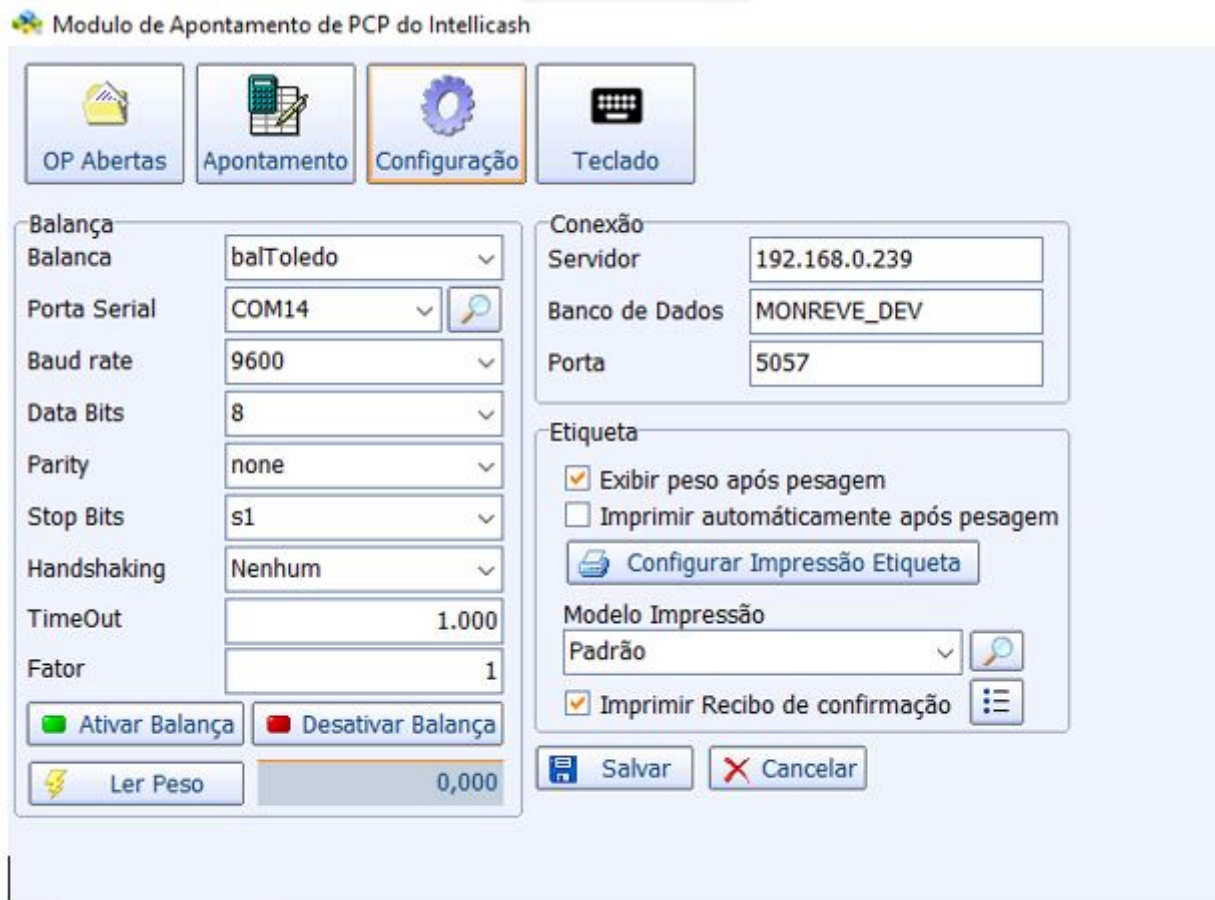 Modulo de Apontamento de PCP do Intellicash
OP Abertas
Apontamento
Configuração
Teclado
Balança
Balanca balToledo
Porta Serial COM14
Baud rate 9600
Data Bits 8
Parity none
Stop Bits s1
Handshaking Nenhum
TimeOut 1.000
Fator 1
Ativar Balança Desativar Balança
Ler Peso 0,000
Conexão
Servidor 192.168.0.239
Banco de Dados MONREVE_DEV
Porta 5057
Etiqueta
Exibir peso após pesagem
Imprimir automáticamente após pesagem
Configurar Impressão Etiqueta
Modelo Impressão
Padrão
Imprimir Recibo de confirmação
Salvar Cancelar